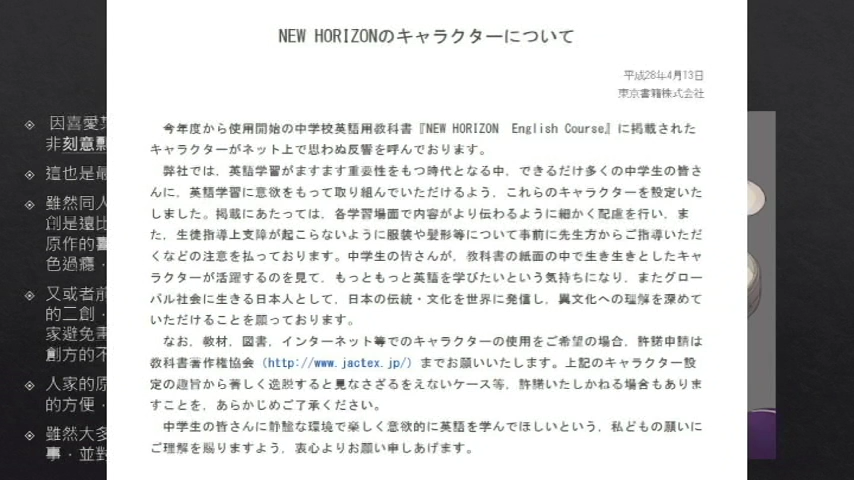 NEW HORIZONのキャラクターについて
平成28年4月13日
東京書籍株式会社
今年度から使用開始の中学校英語用教科書『NEW HORIZON English Course』に掲載された
キャラクターがネット上で思わぬ反響を呼んでおります。
弊社では，英語学習がますます重要性をもつ時代となる中，できるだけ多くの中学生の皆さ
んに，英語学習に意欲をもって取り組んでいただけるよう，これらのキャラクターを設定いた
しました。掲載にあたっては，各学習場面で内容がより伝わるように細かく配慮を行い，ま
た，生徒指導上支障が起こらないように服装や髪形等について事前に先生方からご指導いただ
くなどの注意を払っております。中学生の皆さんが，教科書の紙面の中で生き生きとしたキャ
ラクターが活躍するのを見て，もっともっと英語を学びたいという気持ちになり，またグロー
バル社会に生きる日本人として，日本の伝統・文化を世界に発信し，異文化への理解を深めて
いただけることを願っております。
なお，教材，図書，インターネット等でのキャラクターの使用をご希望の場合，許諾申請は
教科書著作権協会（http://www.jactex.jp/）までお願いいたします。上記のキャラクター設
定の趣旨から著しく逸脱すると見なさざるをえないケース等，許諾いたしかねる場合もありま
すことを，あらかじめご了承ください。
中学生の皆さんに静謐な環境で楽しく意欲的に英語を学んでほしいという，私どもの願いに
ご理解を賜りますよう，衷心よりお願い申しあげます。
因喜愛
非刻意
這也是最
雖然同人
創是遠比
原作的
色過癮，
又或者前
的二創，
家避免
創方的不
人家的原
的方便，
雖然大多
事，並對